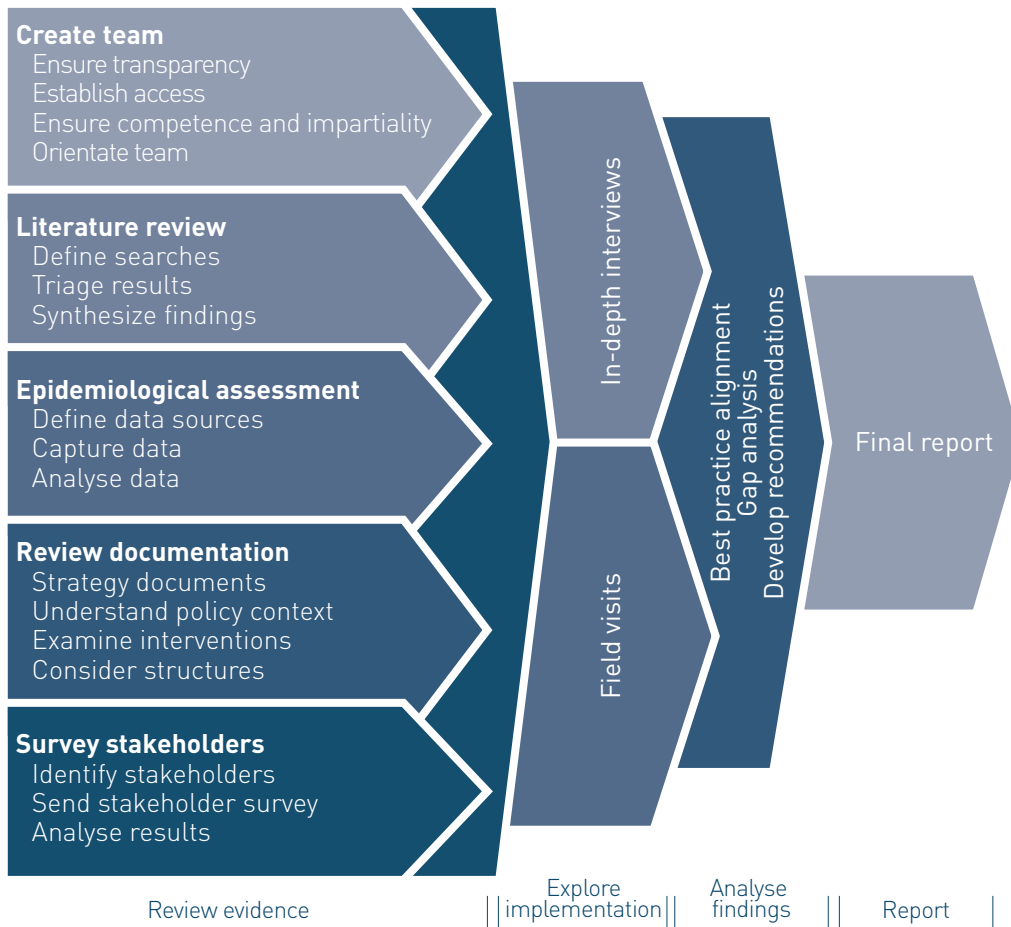 Create team
Ensure transparency
Establish access
Ensure competence and impartiality
Orientate team
Literature review
Define searches
Triage results
Synthesize findings
Epidemiological assessment
Define data sources
Capture data
Analyse data
Review documentation
Strategy documents
Understand policy context
Examine interventions
Consider structures
Survey stakeholders
Identify stakeholders
Send stakeholder survey
Analyse results
In-depth interviews
Field visits
Best practice alignment
Gap analysis
Develop recommendations
Final report
Review evidence
Explore
implementation
Analyse
findings
Report